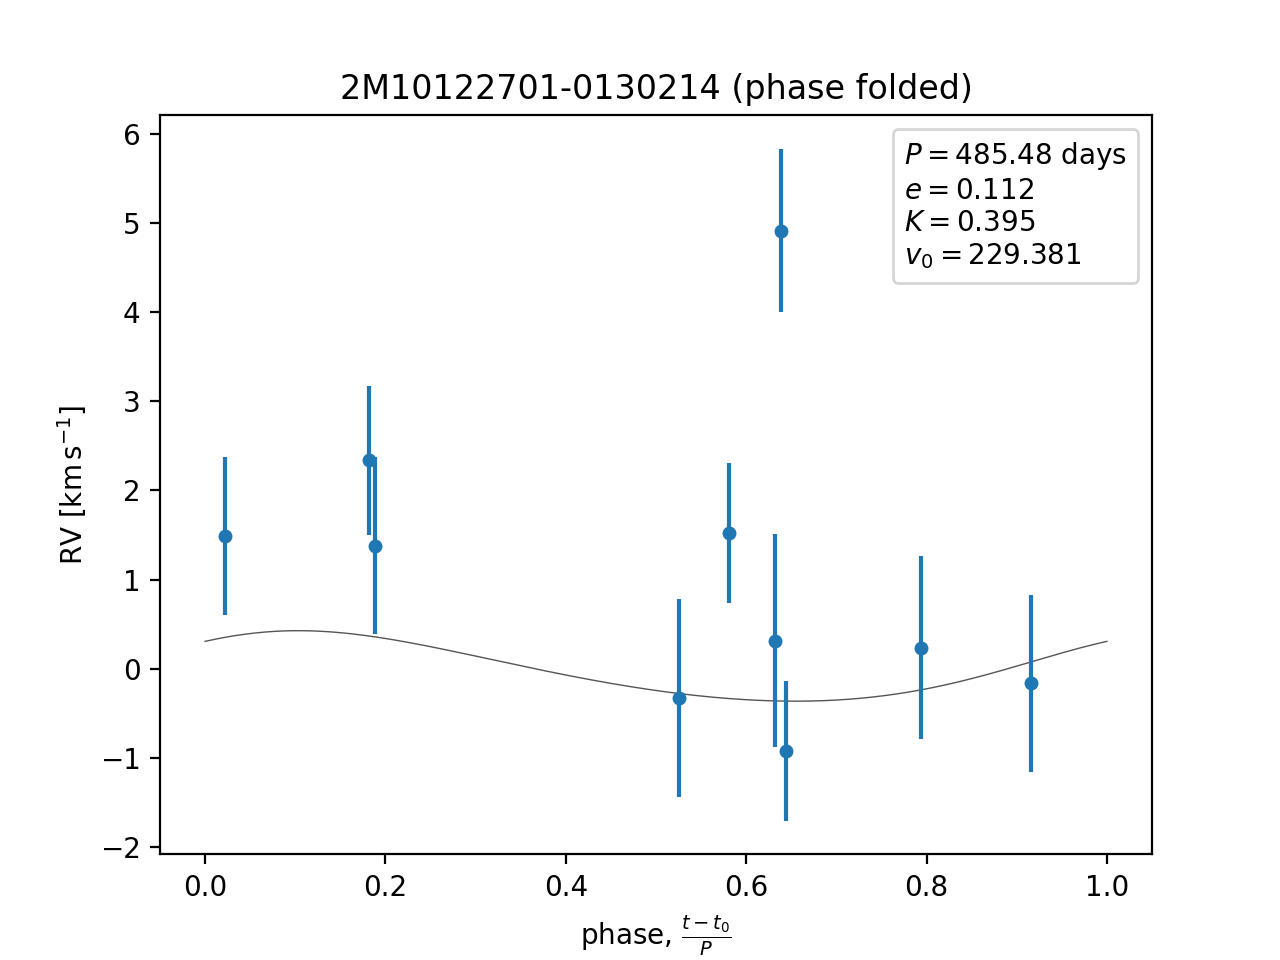 2M10122701-0130214 (phase folded)
P = 485.48 days
e = 0.112
K = 0.395
v₀ = 229.381
6
5
4
3
2
1
0
−1
−2
RV [km s⁻¹]
0.0 0.2 0.4 0.6 0.8 1.0
phase, (t − t₀)/P